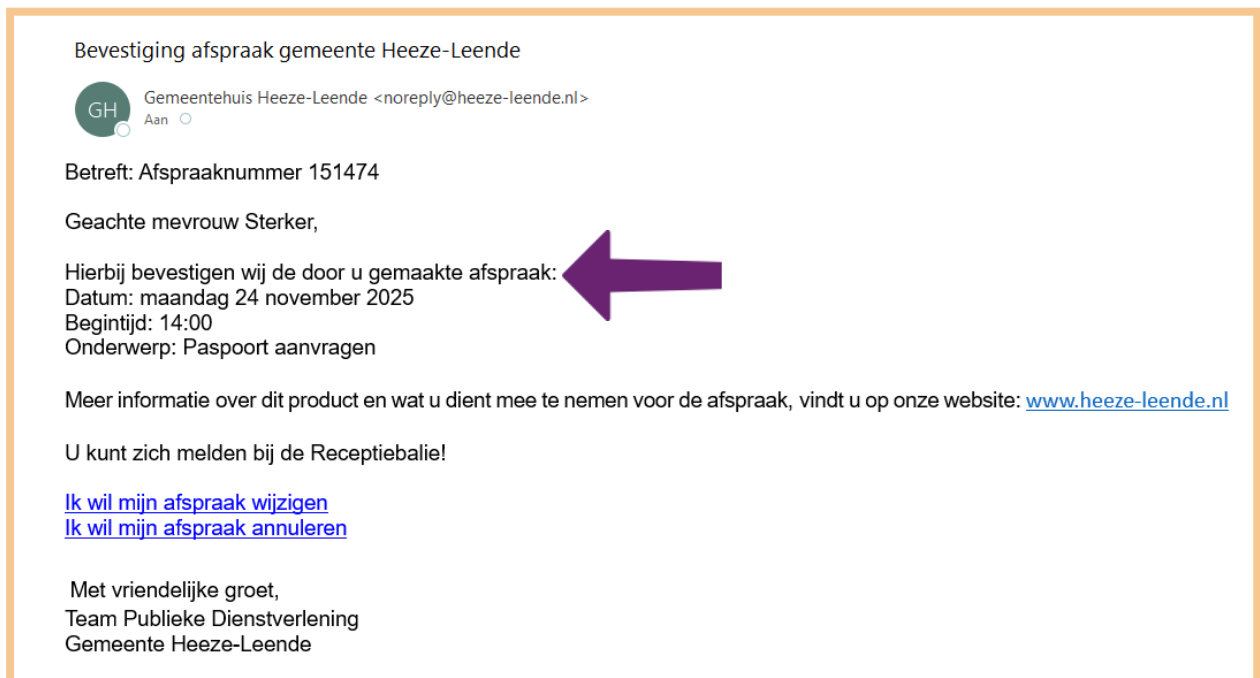 Bevestiging afspraak gemeente Heeze-Leende
GH
Gemeentehuis Heeze-Leende <noreply@heeze-leende.nl>
Aan
Betreft: Afspraaknummer 151474
Geachte mevrouw Sterker,
Hierbij bevestigen wij de door u gemaakte afspraak:
Datum: maandag 24 november 2025
Begintijd: 14:00
Onderwerp: Paspoort aanvragen
Meer informatie over dit product en wat u dient mee te nemen voor de afspraak, vindt u op onze website: www.heeze-leende.nl
U kunt zich melden bij de Receptiebalie!
Ik wil mijn afspraak wijzigen
Ik wil mijn afspraak annuleren
Met vriendelijke groet,
Team Publieke Dienstverlening
Gemeente Heeze-Leende